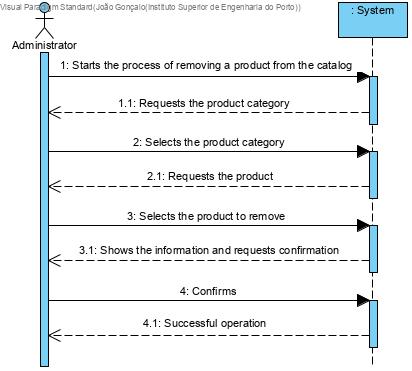 Visual Paradigm Standard(João Gonçalo(Instituto Superior de Engenharia do Porto))
: System
Administrator
1: Starts the process of removing a product from the catalog
1.1: Requests the product category
2: Selects the product category
2.1: Requests the product
3: Selects the product to remove
3.1: Shows the information and requests confirmation
4: Confirms
4.1: Successful operation